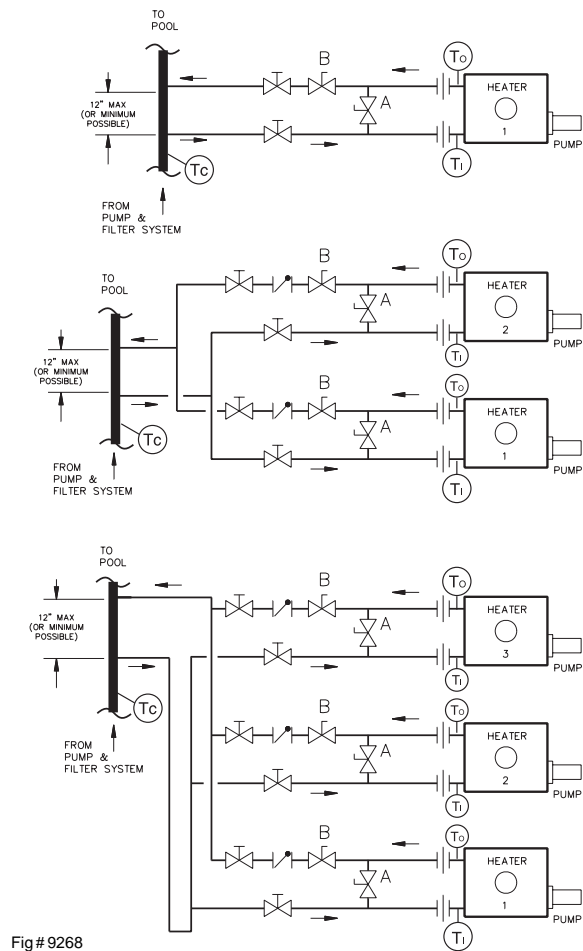 TO
POOL
B
To
HEATER
1
PUMP
A
12" MAX
(OR MINIMUM
POSSIBLE)
Tc
TI
FROM
PUMP &
FILTER SYSTEM
TO
POOL
B
To
HEATER
2
PUMP
A
TI
12" MAX
(OR MINIMUM
POSSIBLE)
B
To
HEATER
1
PUMP
A
Tc
TI
FROM
PUMP &
FILTER SYSTEM
TO
POOL
B
To
HEATER
3
PUMP
A
12" MAX
(OR MINIMUM
POSSIBLE)
TI
Tc
B
To
HEATER
2
PUMP
A
FROM
PUMP &
FILTER SYSTEM
TI
B
To
HEATER
1
PUMP
A
TI
Fig # 9268